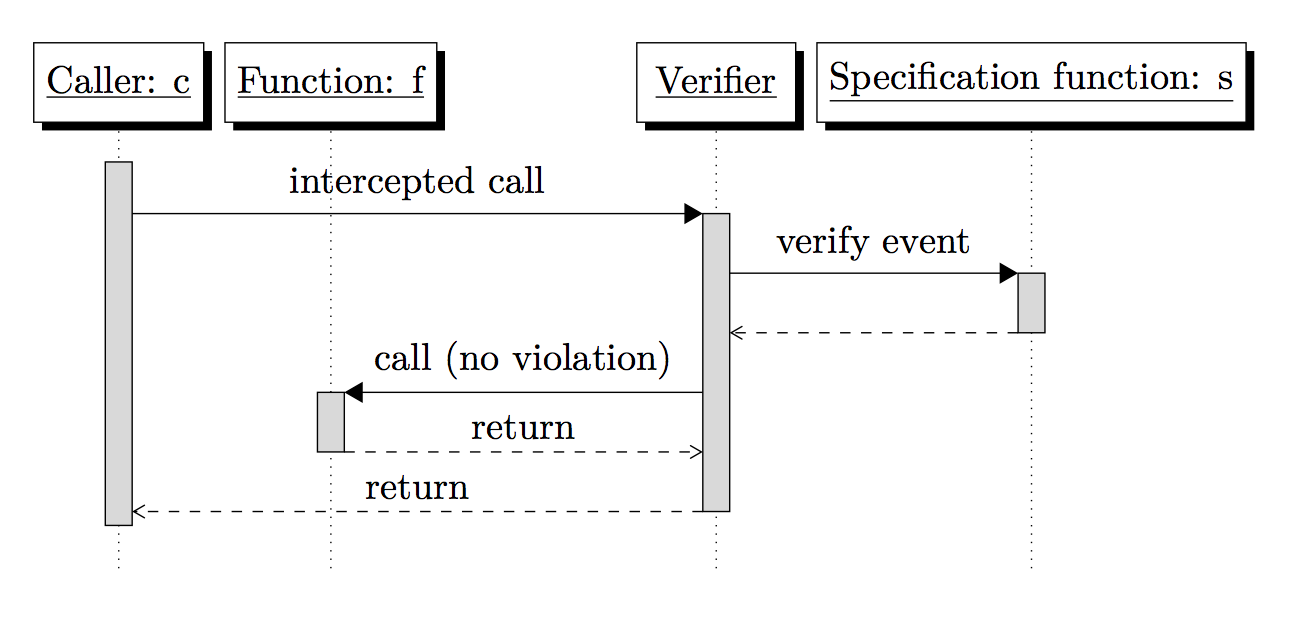 Caller: c
Function: f
Verifier
Specification function: s
intercepted call
verify event
call (no violation)
return
return